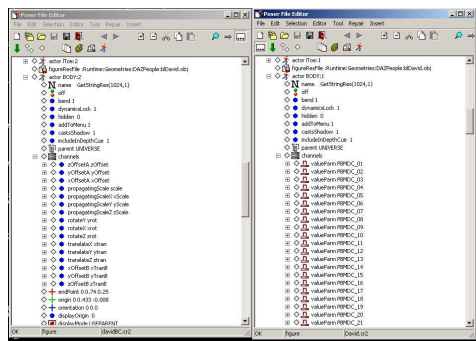 Poser File Editor
File Edit Selection Editor Tool Repair Insert
actor lToe:2
figureResFile :Runtime:Geometries:DAZPeople:blDavid.obj
actor BODY:2
name GetStringRes(1024,1)
off
bend 1
dynamicsLock 1
hidden 0
addToMenu 1
castsShadow 1
includeInDepthCue 1
parent UNIVERSE
channels
zOffsetA zOffset
yOffsetA yOffset
xOffsetA xOffset
propagatingScale scale
propagatingScaleX xScale
propagatingScaleY yScale
propagatingScaleZ zScale
rotateY yrot
rotateX xrot
rotateZ zrot
translateX xtran
translateY ytran
translateZ ztran
xOffsetB xTranB
yOffsetB yTranB
zOffsetB zTranB
endPoint 0 0.74 0.25
origin 0 0.433 -0.008
orientation 0 0 0
displayOrigin 0
displayMode USEPARENT
OK figure davidBC.cr2
Poser File Editor
File Edit Selection Editor Tool Repair Insert
actor lToe:1
figureResFile :Runtime:Geometries:DAZPeople:blDavid.obj
actor BODY:1
name GetStringRes(1024,1)
off
bend 1
dynamicsLock 1
hidden 0
addToMenu 1
castsShadow 1
includeInDepthCue 1
parent UNIVERSE
channels
valueParm PBMDC_01
valueParm PBMDC_02
valueParm PBMDC_03
valueParm PBMDC_04
valueParm PBMDC_05
valueParm PBMDC_06
valueParm PBMDC_07
valueParm PBMDC_08
valueParm PBMDC_09
valueParm PBMDC_10
valueParm PBMDC_11
valueParm PBMDC_12
valueParm PBMDC_13
valueParm PBMDC_14
valueParm PBMDC_15
valueParm PBMDC_16
valueParm PBMDC_17
valueParm PBMDC_18
valueParm PBMDC_19
valueParm PBMDC_20
valueParm PBMDC_21
OK figure David.cr2